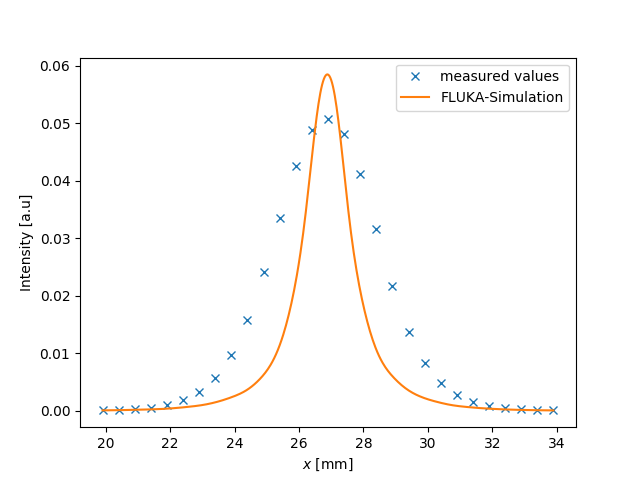 measured values
FLUKA-Simulation
0.06
0.05
0.04
0.03
0.02
0.01
0.00
Intensity [a.u]
20 22 24 26 28 30 32 34
x [mm]